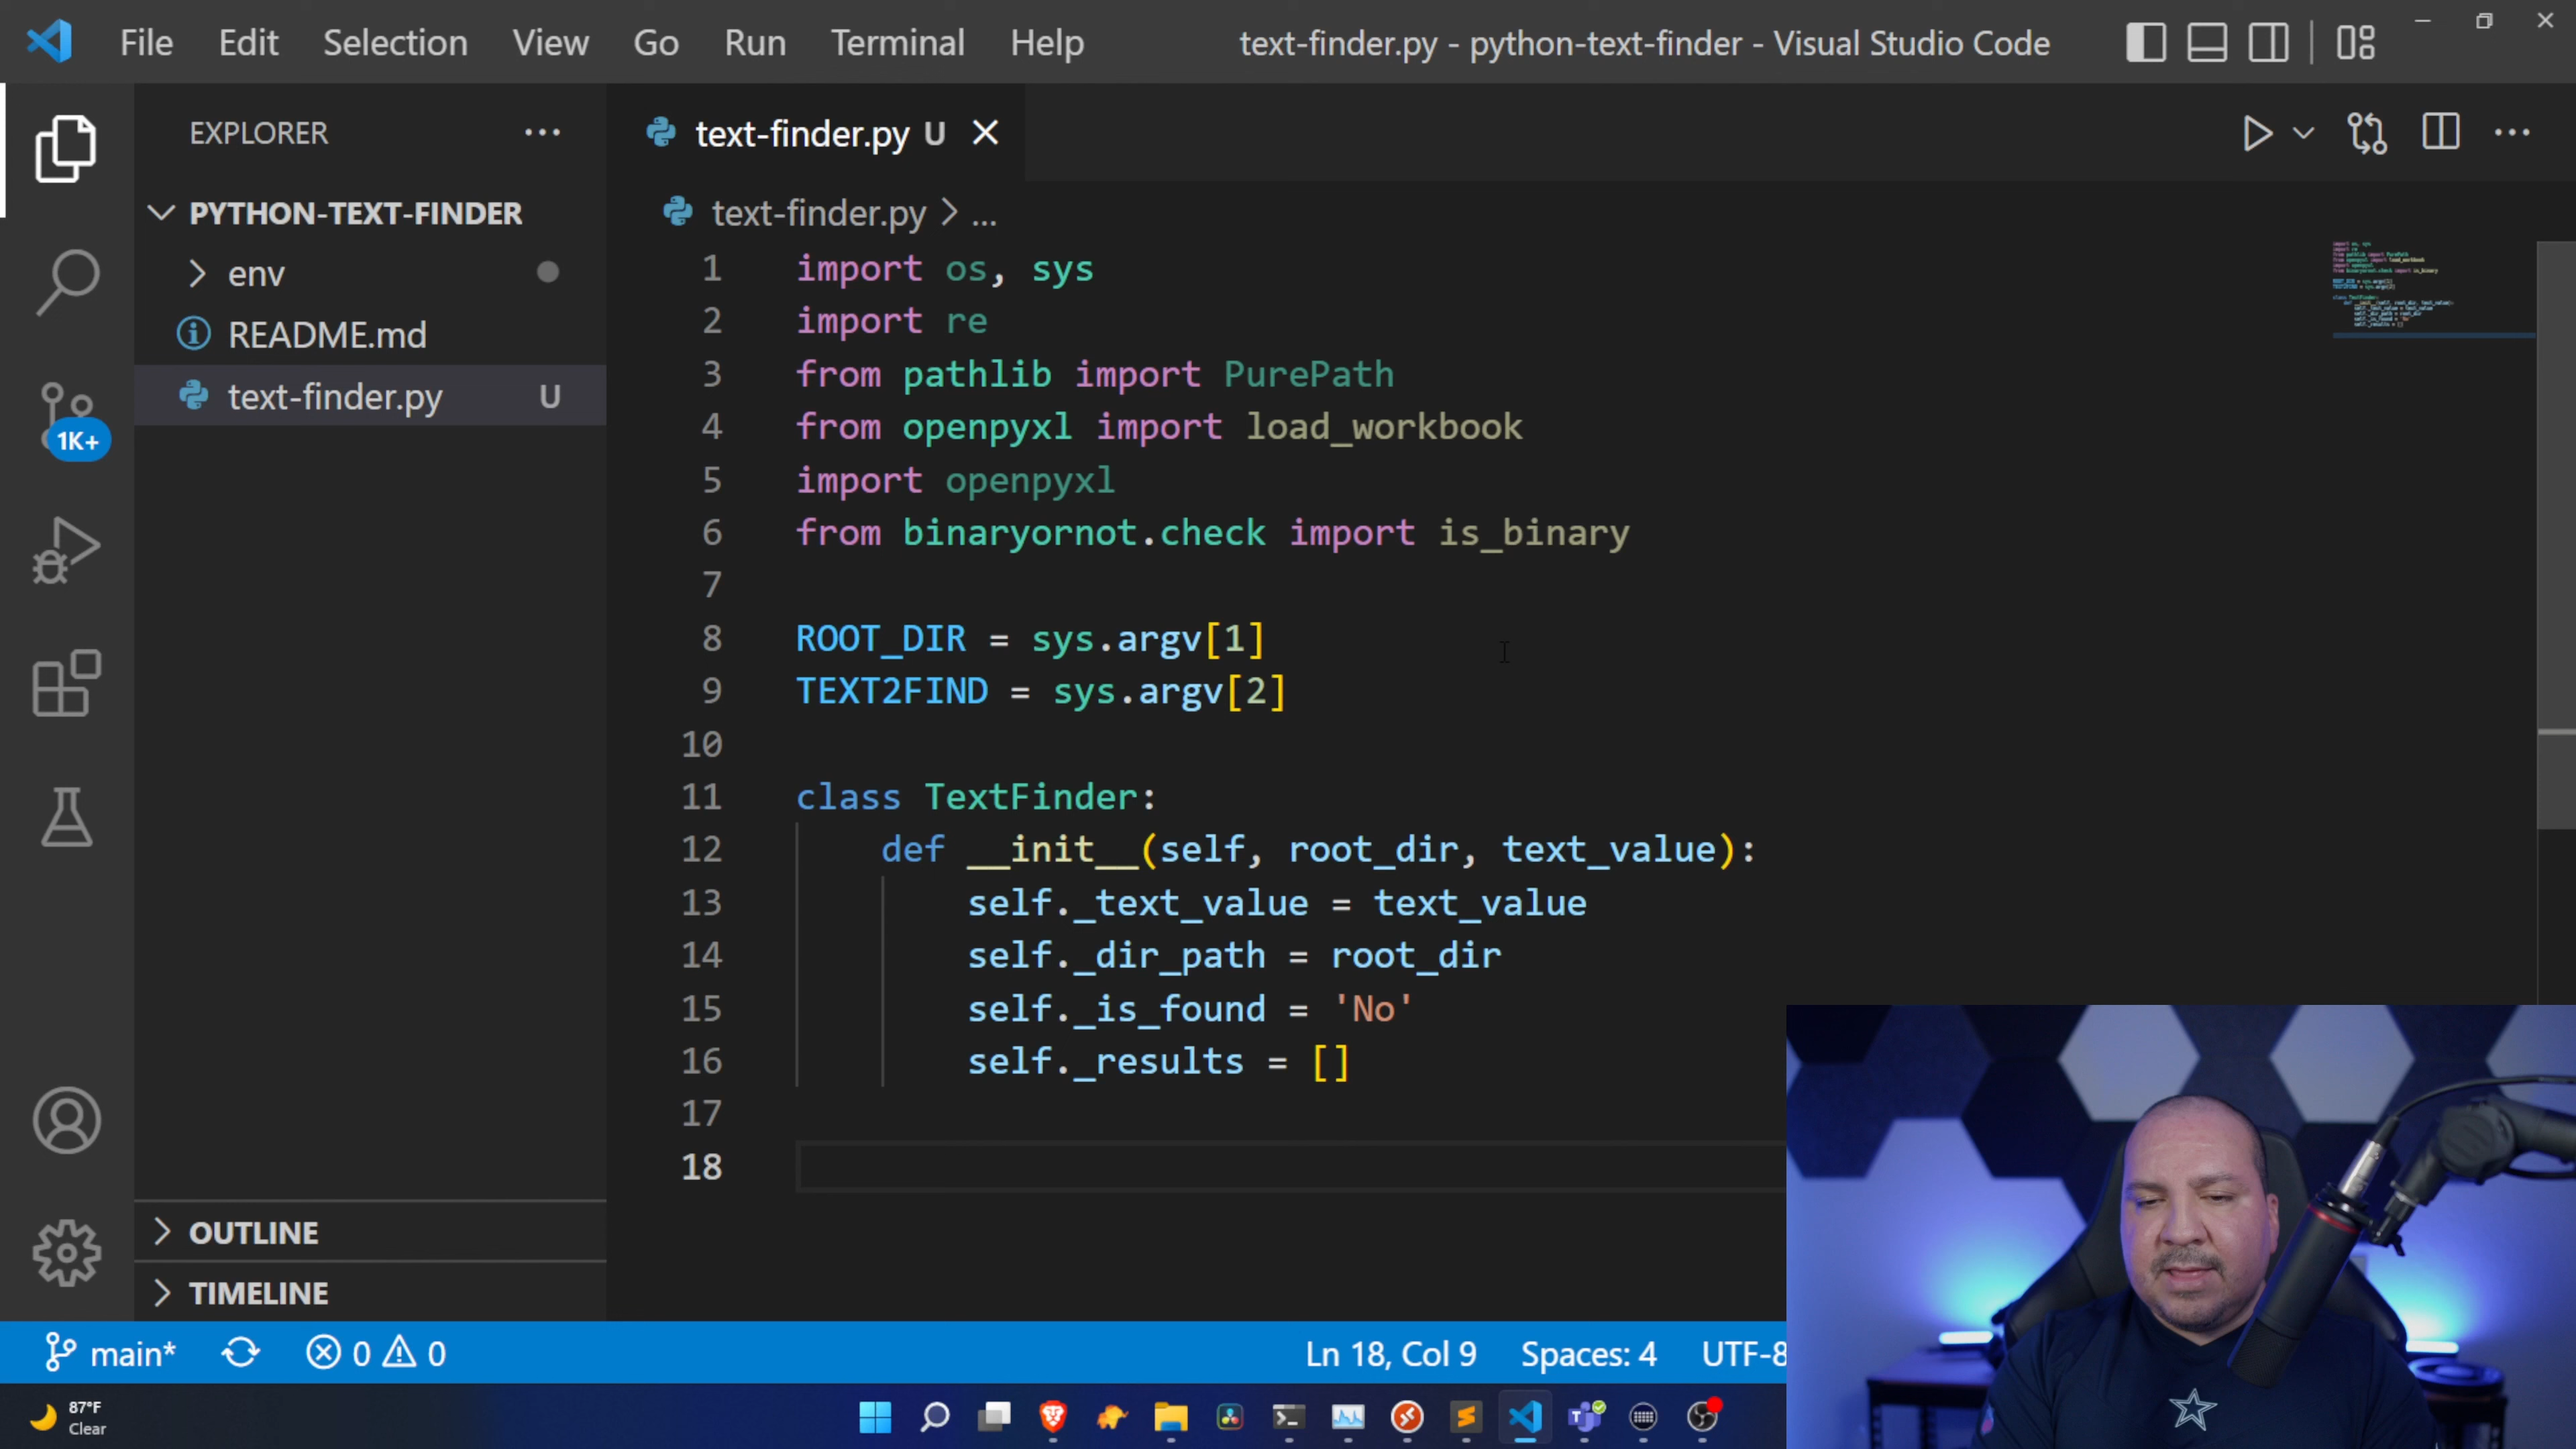 File Edit Selection View Go Run Terminal Help
text-finder.py - python-text-finder - Visual Studio Code
EXPLORER
PYTHON-TEXT-FINDER
env
README.md
text-finder.py U
1K+
OUTLINE
TIMELINE
text-finder.py U
text-finder.py > ...
1 import os, sys
2 import re
3 from pathlib import PurePath
4 from openpyxl import load_workbook
5 import openpyxl
6 from binaryornot.check import is_binary
7
8 ROOT_DIR = sys.argv[1]
9 TEXT2FIND = sys.argv[2]
10
11 class TextFinder:
12 def __init__(self, root_dir, text_value):
13 self._text_value = text_value
14 self._dir_path = root_dir
15 self._is_found = 'No'
16 self._results = []
17
18
main* 0 0 Ln 18, Col 9 Spaces: 4 UTF-8
87°F
Clear